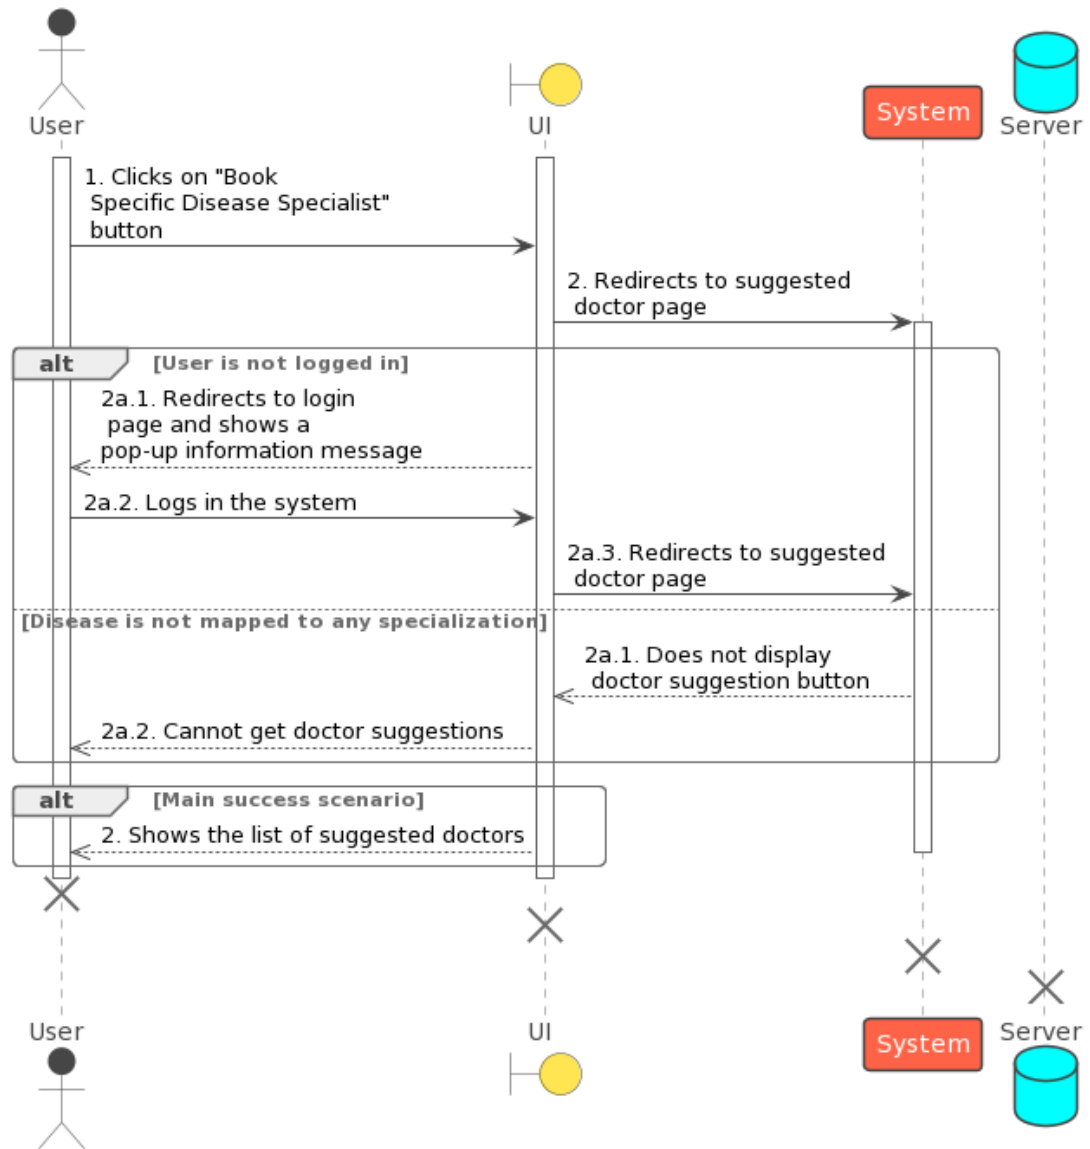 User
UI
System
Server
1. Clicks on "Book
Specific Disease Specialist"
button
2. Redirects to suggested
doctor page
alt
[User is not logged in]
2a.1. Redirects to login
page and shows a
pop-up information message
2a.2. Logs in the system
2a.3. Redirects to suggested
doctor page
[Disease is not mapped to any specialization]
2a.1. Does not display
doctor suggestion button
2a.2. Cannot get doctor suggestions
alt
[Main success scenario]
2. Shows the list of suggested doctors
User
UI
System
Server